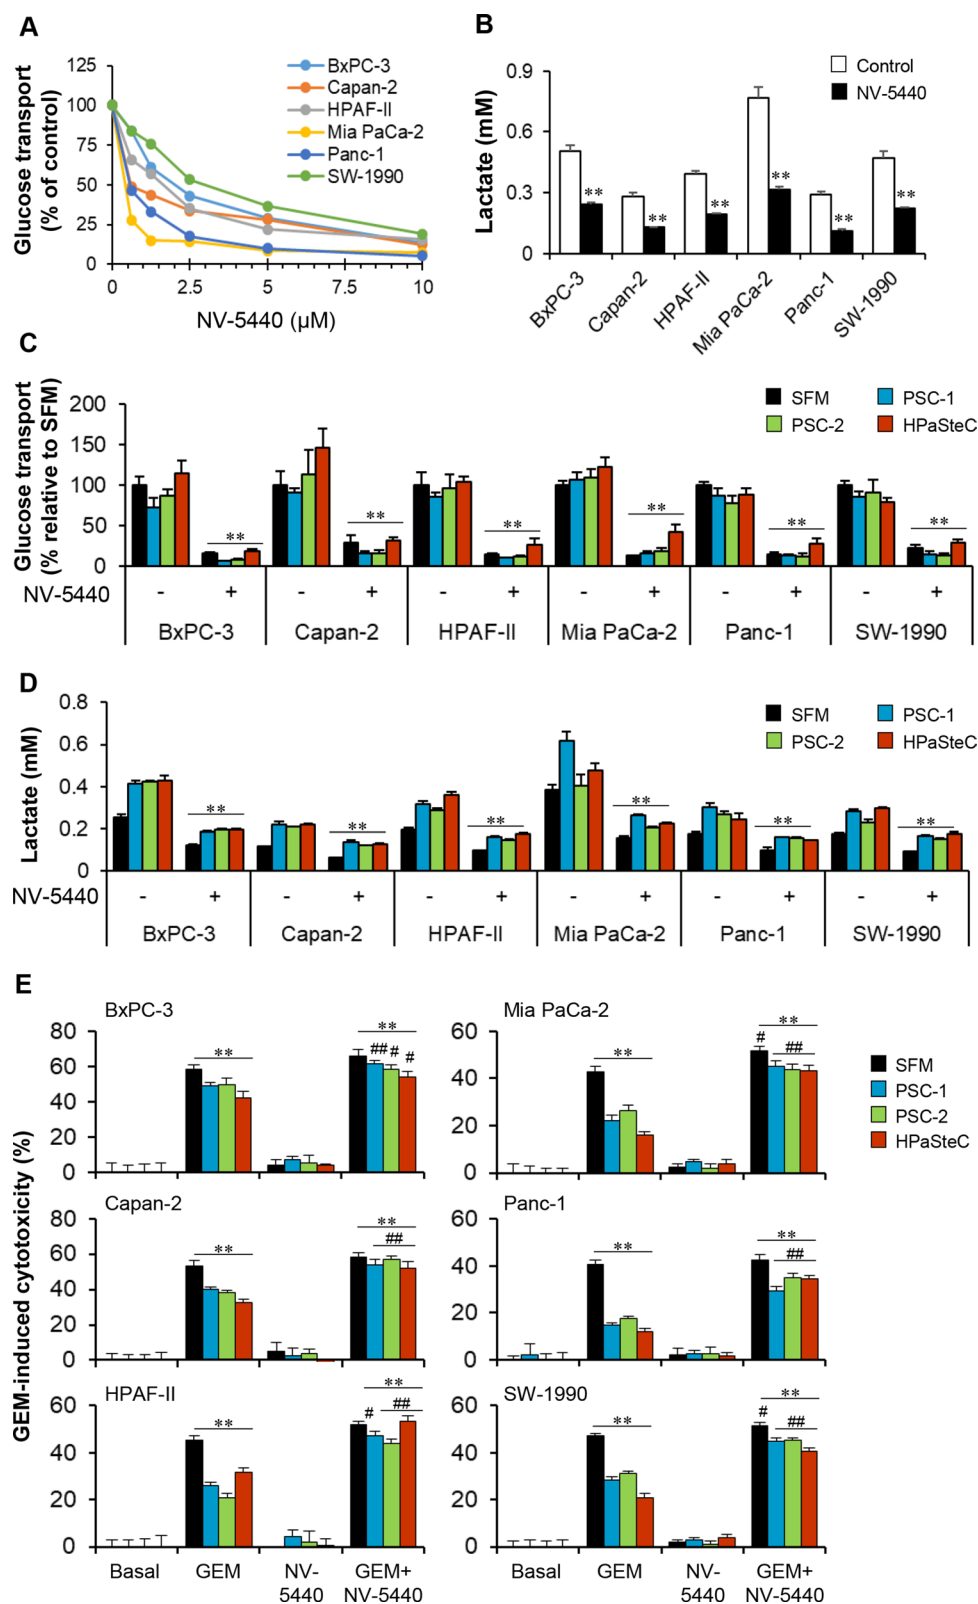 A
Glucose transport
(% of control)
125
100
75
50
25
0
0 2.5 5 7.5 10
NV-5440 (µM)
BxPC-3
Capan-2
HPAF-II
Mia PaCa-2
Panc-1
SW-1990
B
Lactate (mM)
0.9
0.6
0.3
0
Control
NV-5440
** ** ** ** ** **
BxPC-3 Capan-2 HPAF-II Mia PaCa-2 Panc-1 SW-1990
C
Glucose transport
(% relative to SFM)
200
150
100
50
0
SFM PSC-1
PSC-2 HPaSteC
** ** ** ** ** **
NV-5440 - + - + - + - + - + - +
BxPC-3 Capan-2 HPAF-II Mia PaCa-2 Panc-1 SW-1990
D
Lactate (mM)
0.8
0.6
0.4
0.2
0
SFM PSC-1
PSC-2 HPaSteC
** ** ** ** ** **
NV-5440 - + - + - + - + - + - +
BxPC-3 Capan-2 HPAF-II Mia PaCa-2 Panc-1 SW-1990
E
GEM-induced cytotoxicity (%)
BxPC-3
80
60
40
20
0
** **
## # #
Mia PaCa-2
60
40
20
0
** **
# ##
SFM
PSC-1
PSC-2
HPaSteC
Capan-2
80
60
40
20
0
** **
##
Panc-1
60
40
20
0
** **
##
HPAF-II
60
40
20
0
** **
# ##
Basal GEM NV-5440 GEM+ NV-5440
SW-1990
60
40
20
0
** **
# ##
Basal GEM NV-5440 GEM+ NV-5440